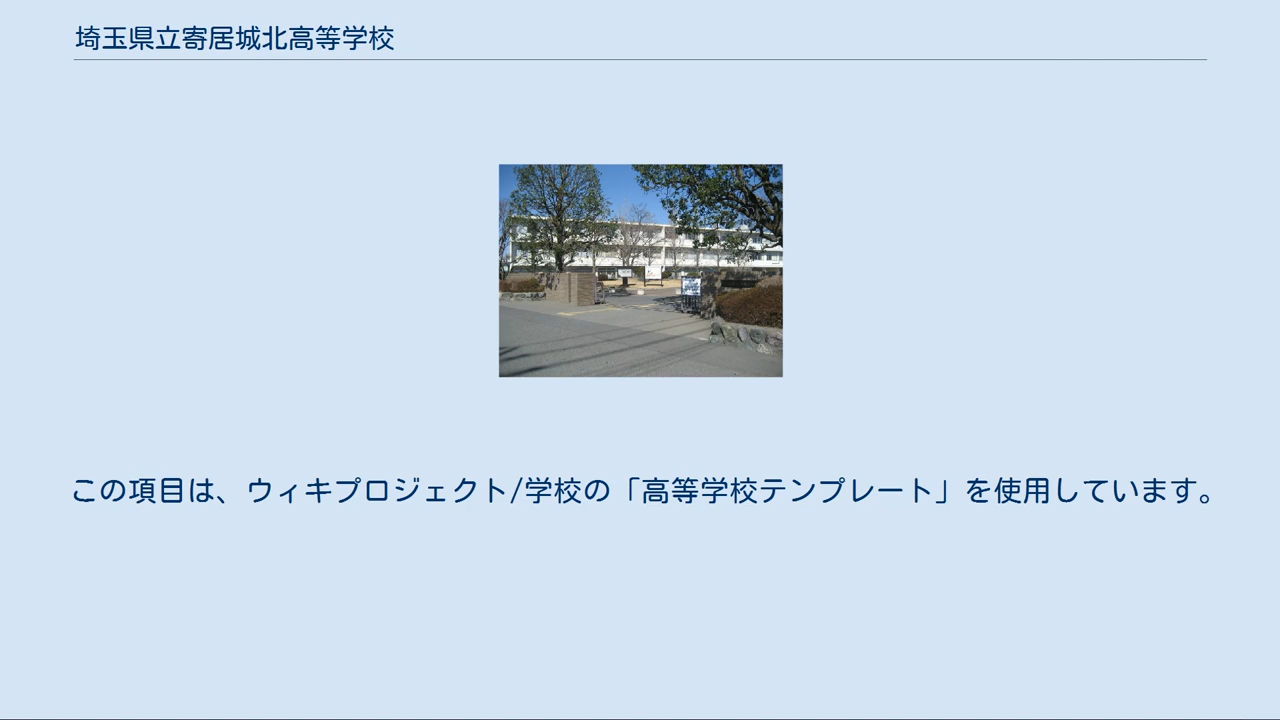 埼玉県立寄居城北高等学校
この項目は、ウィキプロジェクト/学校の「高等学校テンプレート」を使用しています。